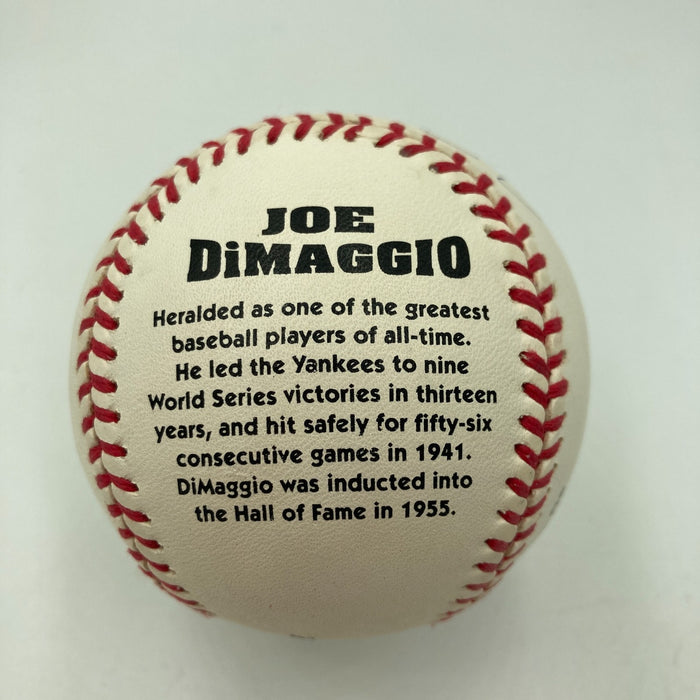 JOE
DiMAGGIO
Heralded as one of the greatest
baseball players of all-time.
He led the Yankees to nine
World Series victories in thirteen
years, and hit safely for fifty-six
consecutive games in 1941.
DiMaggio was inducted into
the Hall of Fame in 1955.